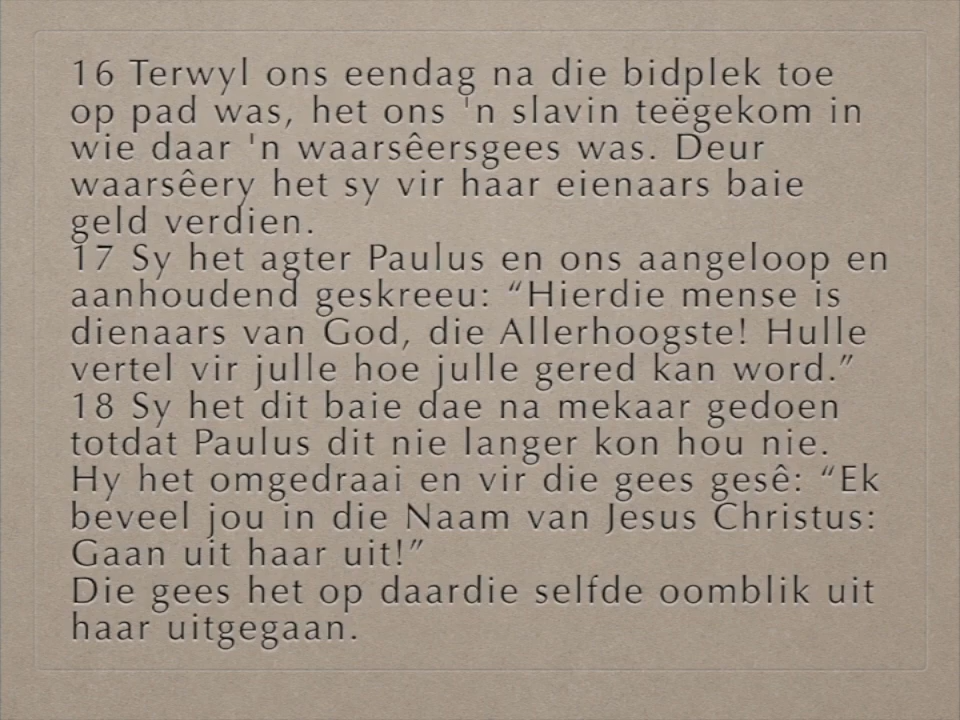 16 Terwyl ons eendag na die bidplek toe
op pad was, het ons 'n slavin teëgekom in
wie daar 'n waarsêersgees was. Deur
waarsêery het sy vir haar eienaars baie
geld verdien.
17 Sy het agter Paulus en ons aangeloop en
aanhoudend geskreeu: “Hierdie mense is
dienaars van God, die Allerhoogste! Hulle
vertel vir julle hoe julle gered kan word.”
18 Sy het dit baie dae na mekaar gedoen
totdat Paulus dit nie langer kon hou nie.
Hy het omgedraai en vir die gees gesê: “Ek
beveel jou in die Naam van Jesus Christus:
Gaan uit haar uit!”
Die gees het op daardie selfde oomblik uit
haar uitgegaan.